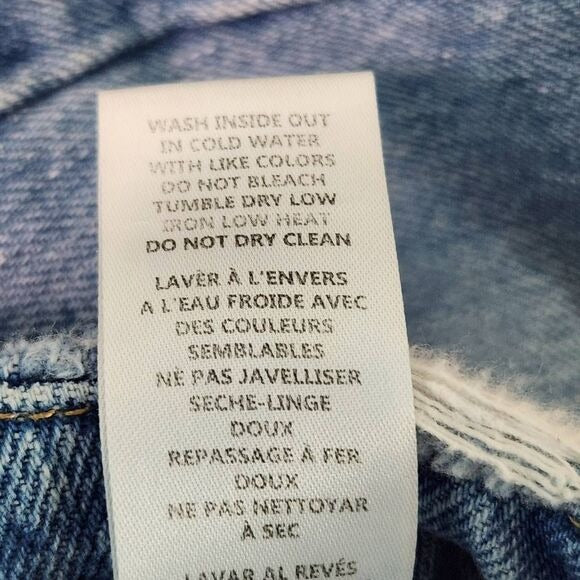 WASH INSIDE OUT
IN COLD WATER
WITH LIKE COLORS
DO NOT BLEACH
TUMBLE DRY LOW
IRON LOW HEAT
DO NOT DRY CLEAN
LAVÈR À L'ENVERS
A L'EAU FROIDE AVEC
DES COULEURS
SEMBLABLES
NE PAS JAVELLISER
SECHE-LINGE
DOUX
REPASSAGE À FER
DOUX
NE PAS NETTOYAR
À SEC
LAVAR AL REVÉS